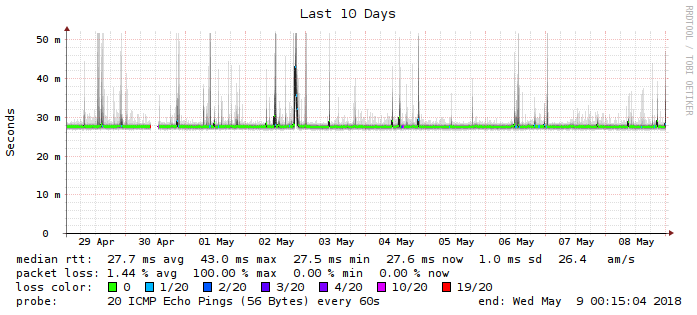 Last 10 Days
RRDTOOL / TOBI OETIKER
Seconds
50 m
40 m
30 m
20 m
10 m
0
29 Apr 30 Apr 01 May 02 May 03 May 04 May 05 May 06 May 07 May 08 May
median rtt: 27.7 ms avg 43.0 ms max 27.5 ms min 27.6 ms now 1.0 ms sd 26.4 am/s
packet loss: 1.44 % avg 100.00 % max 0.00 % min 0.00 % now
loss color: 0 1/20 2/20 3/20 4/20 10/20 19/20
probe: 20 ICMP Echo Pings (56 Bytes) every 60s end: Wed May 9 00:15:04 2018